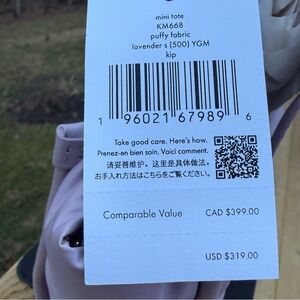 mini tote
KM668
puffy fabric
lavender s (500) YGM
kip
1 96021 67989 6
Take good care. Here's how.
Prenez-en bien soin. Voici comment.
请妥善维护。这里是具体做法。
お手入れ方法はこちらをご覧ください。
Comparable Value CAD $399.00
USD $319.00